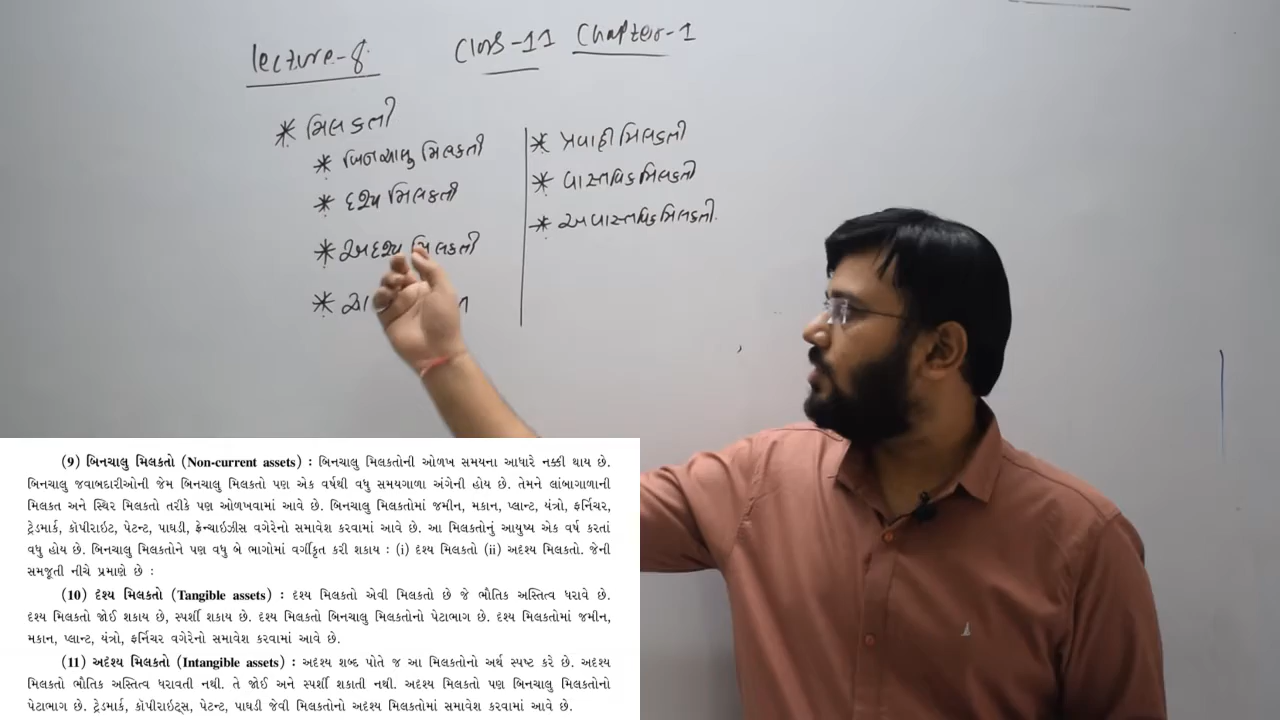 Lecture-8
Class-11 Chapter-1
* મિલકતો
* બિનચાલુ મિલકતો
* દૃશ્ય મિલકતો
* અદૃશ્ય મિલકતો
*
* પ્રવાહી મિલકતો
* વાસ્તવિક મિલકતો
* અવાસ્તવિક મિલકતો.
(9) બિનચાલુ મિલકતો (Non-current assets) : બિનચાલુ મિલકતોની ઓળખ સમયના આધારે નક્કી થાય છે.
બિનચાલુ જવાબદારીઓની જેમ બિનચાલુ મિલકતો પણ એક વર્ષથી વધુ સમયગાળા અંગેની હોય છે. તેમને લાંબાગાળાની
મિલકત અને સ્થિર મિલકતો તરીકે પણ ઓળખવામાં આવે છે. બિનચાલુ મિલકતોમાં જમીન, મકાન, પ્લાન્ટ, યંત્રો, ફર્નિચર,
ટ્રેડમાર્ક, કૉપીરાઇટ, પેટન્ટ, પાઘડી, ફ્રેન્ચાઇઝીસ વગેરેનો સમાવેશ કરવામાં આવે છે. આ મિલકતોનું આયુષ્ય એક વર્ષ કરતાં
વધુ હોય છે. બિનચાલુ મિલકતોને પણ વધુ બે ભાગોમાં વર્ગીકૃત કરી શકાય : (i) દૃશ્ય મિલકતો (ii) અદૃશ્ય મિલકતો. જેની
સમજૂતી નીચે પ્રમાણે છે :
(10) દૃશ્ય મિલકતો (Tangible assets) : દૃશ્ય મિલકતો એવી મિલકતો છે જે ભૌતિક અસ્તિત્વ ધરાવે છે.
દૃશ્ય મિલકતો જોઈ શકાય છે, સ્પર્શી શકાય છે. દૃશ્ય મિલકતો બિનચાલુ મિલકતોનો પેટાભાગ છે. દૃશ્ય મિલકતોમાં જમીન,
મકાન, પ્લાન્ટ, યંત્રો, ફર્નિચર વગેરેનો સમાવેશ કરવામાં આવે છે.
(11) અદૃશ્ય મિલકતો (Intangible assets) : અદૃશ્ય શબ્દ પોતે જ આ મિલકતોનો અર્થ સ્પષ્ટ કરે છે. અદૃશ્ય
મિલકતો ભૌતિક અસ્તિત્વ ધરાવતી નથી. તે જોઈ અને સ્પર્શી શકાતી નથી. અદૃશ્ય મિલકતો પણ બિનચાલુ મિલકતોનો
પેટાભાગ છે. ટ્રેડમાર્ક, કૉપીરાઇટ્સ, પેટન્ટ, પાઘડી જેવી મિલકતોનો અદૃશ્ય મિલકતોમાં સમાવેશ કરવામાં આવે છે.